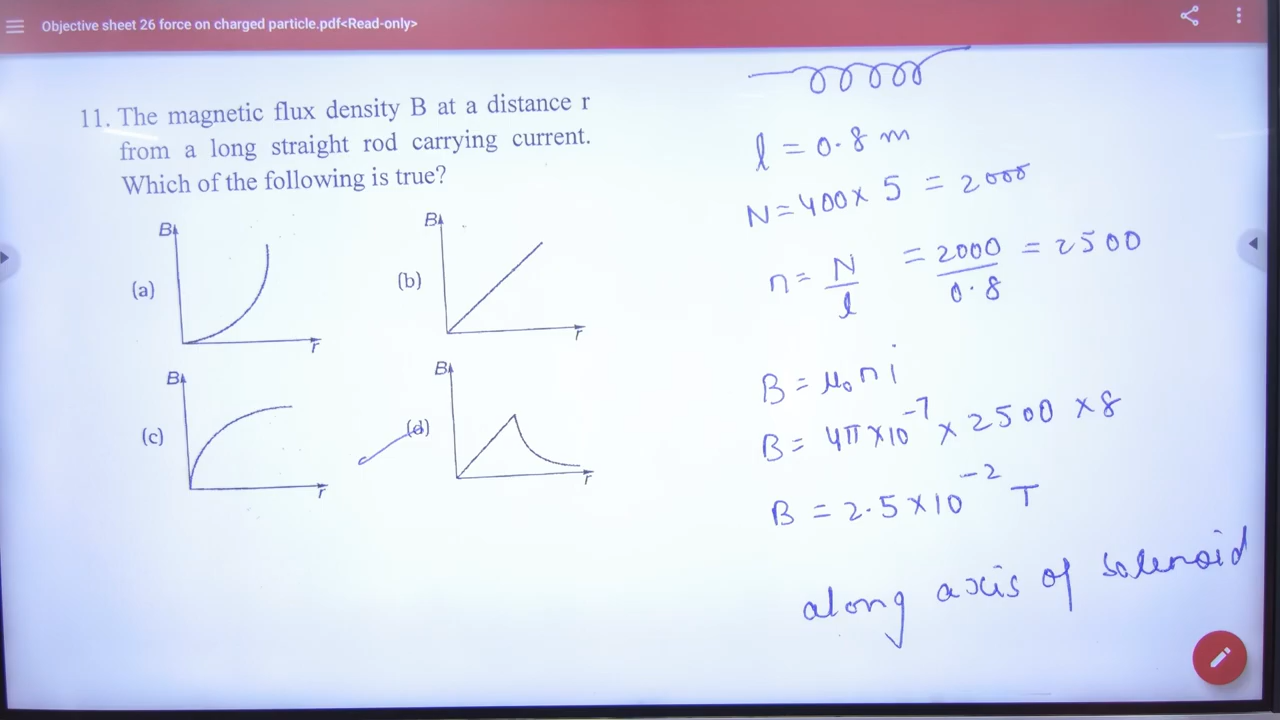 Objective sheet 26 force on charged particle.pdf<Read-only>
11. The magnetic flux density B at a distance r
from a long straight rod carrying current.
Which of the following is true?
(a) B r
(b) B r
(c) B r
(d) B r
l = 0.8 m
N = 400 x 5 = 2000
n = N/l = 2000/0.8 = 2500
B = μ₀ n i
B = 4π × 10⁻⁷ × 2500 × 8
B = 2.5 × 10⁻² T
along axis of solenoid